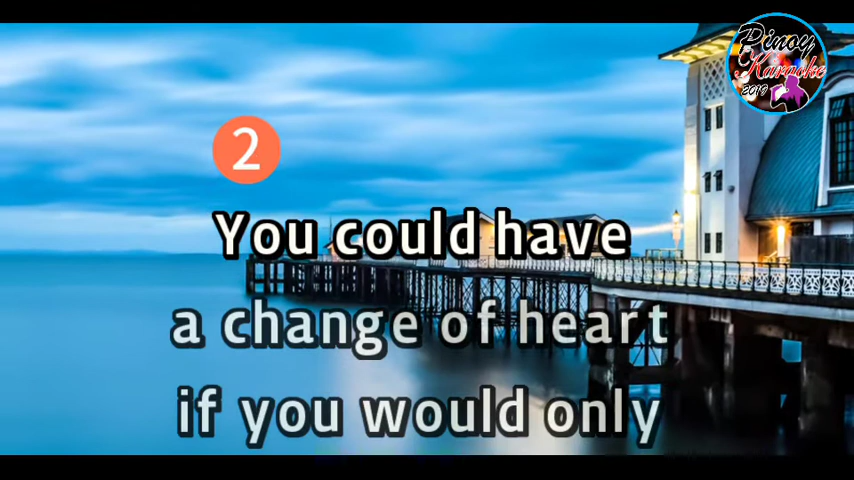 Pinoy
Karaoke
2019
2
You could have
a change of heart
if you would only